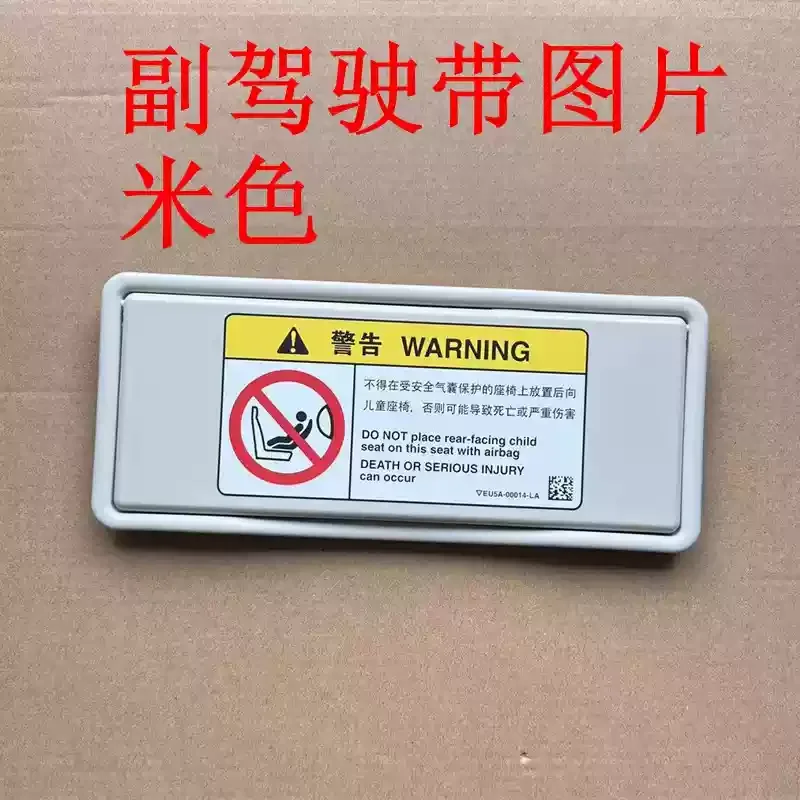 副驾驶带图片
米色
警告 WARNING
不得在受安全气囊保护的座椅上放置后向
儿童座椅，否则可能导致死亡或严重伤害
DO NOT place rear-facing child
seat on this seat with airbag
DEATH OR SERIOUS INJURY
can occur
▽EU5A-00014-LA